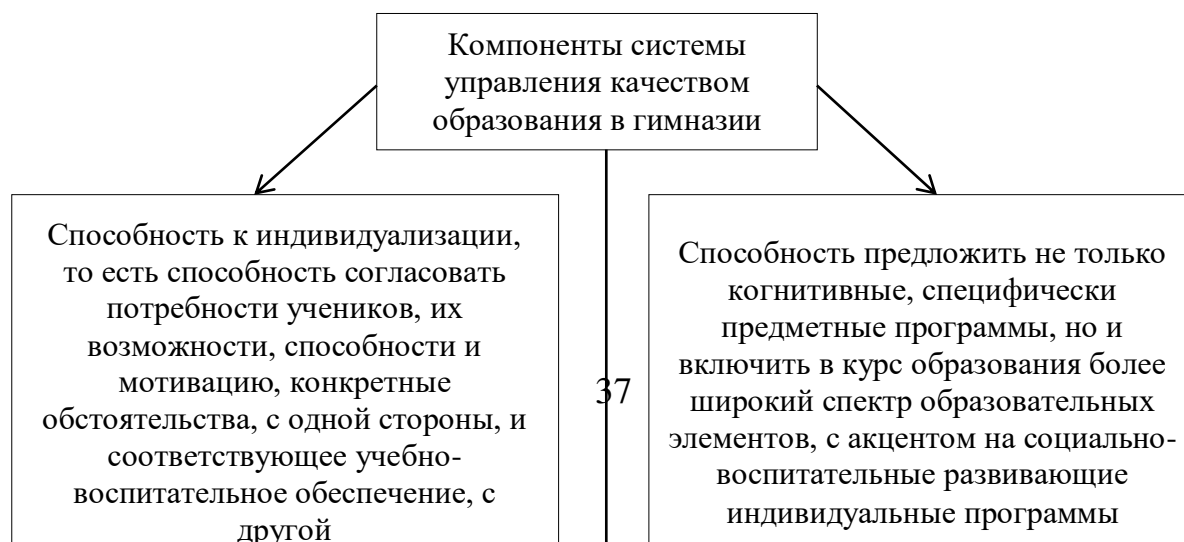 Компоненты системы
управления качеством
образования в гимназии
Способность к индивидуализации,
то есть способность согласовать
потребности учеников, их
возможности, способности и
мотивацию, конкретные
обстоятельства, с одной стороны, и
соответствующее учебно-
воспитательное обеспечение, с
другой
37
Способность предложить не только
когнитивные, специфически
предметные программы, но и
включить в курс образования более
широкий спектр образовательных
элементов, с акцентом на социально-
воспитательные развивающие
индивидуальные программы